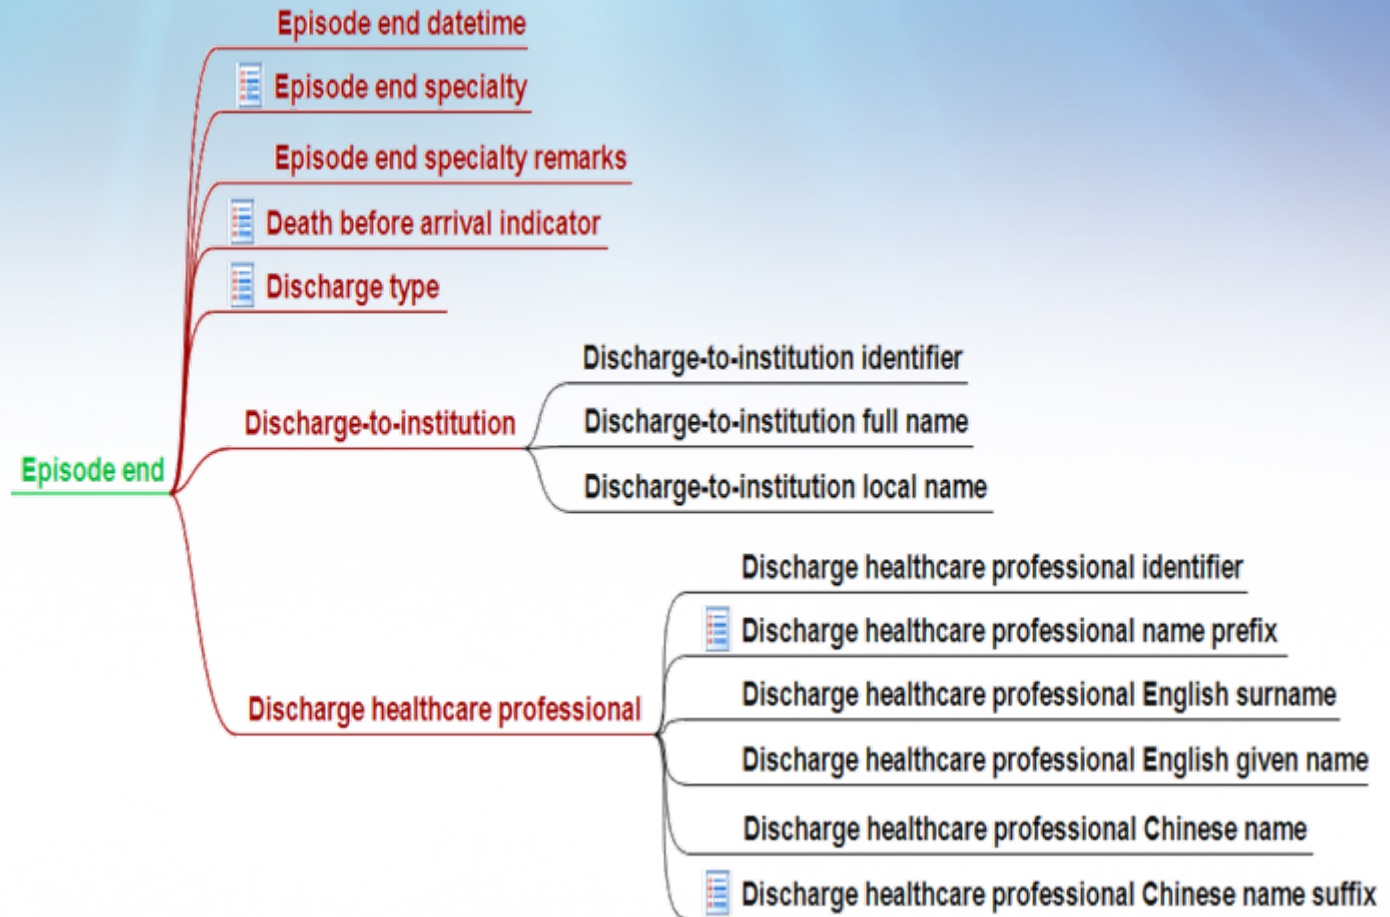 Episode end datetime
Episode end specialty
Episode end specialty remarks
Death before arrival indicator
Discharge type
Discharge-to-institution identifier
Discharge-to-institution
Discharge-to-institution full name
Episode end
Discharge-to-institution local name
Discharge healthcare professional identifier
Discharge healthcare professional name prefix
Discharge healthcare professional English surname
Discharge healthcare professional
Discharge healthcare professional English given name
Discharge healthcare professional Chinese name
Discharge healthcare professional Chinese name suffix